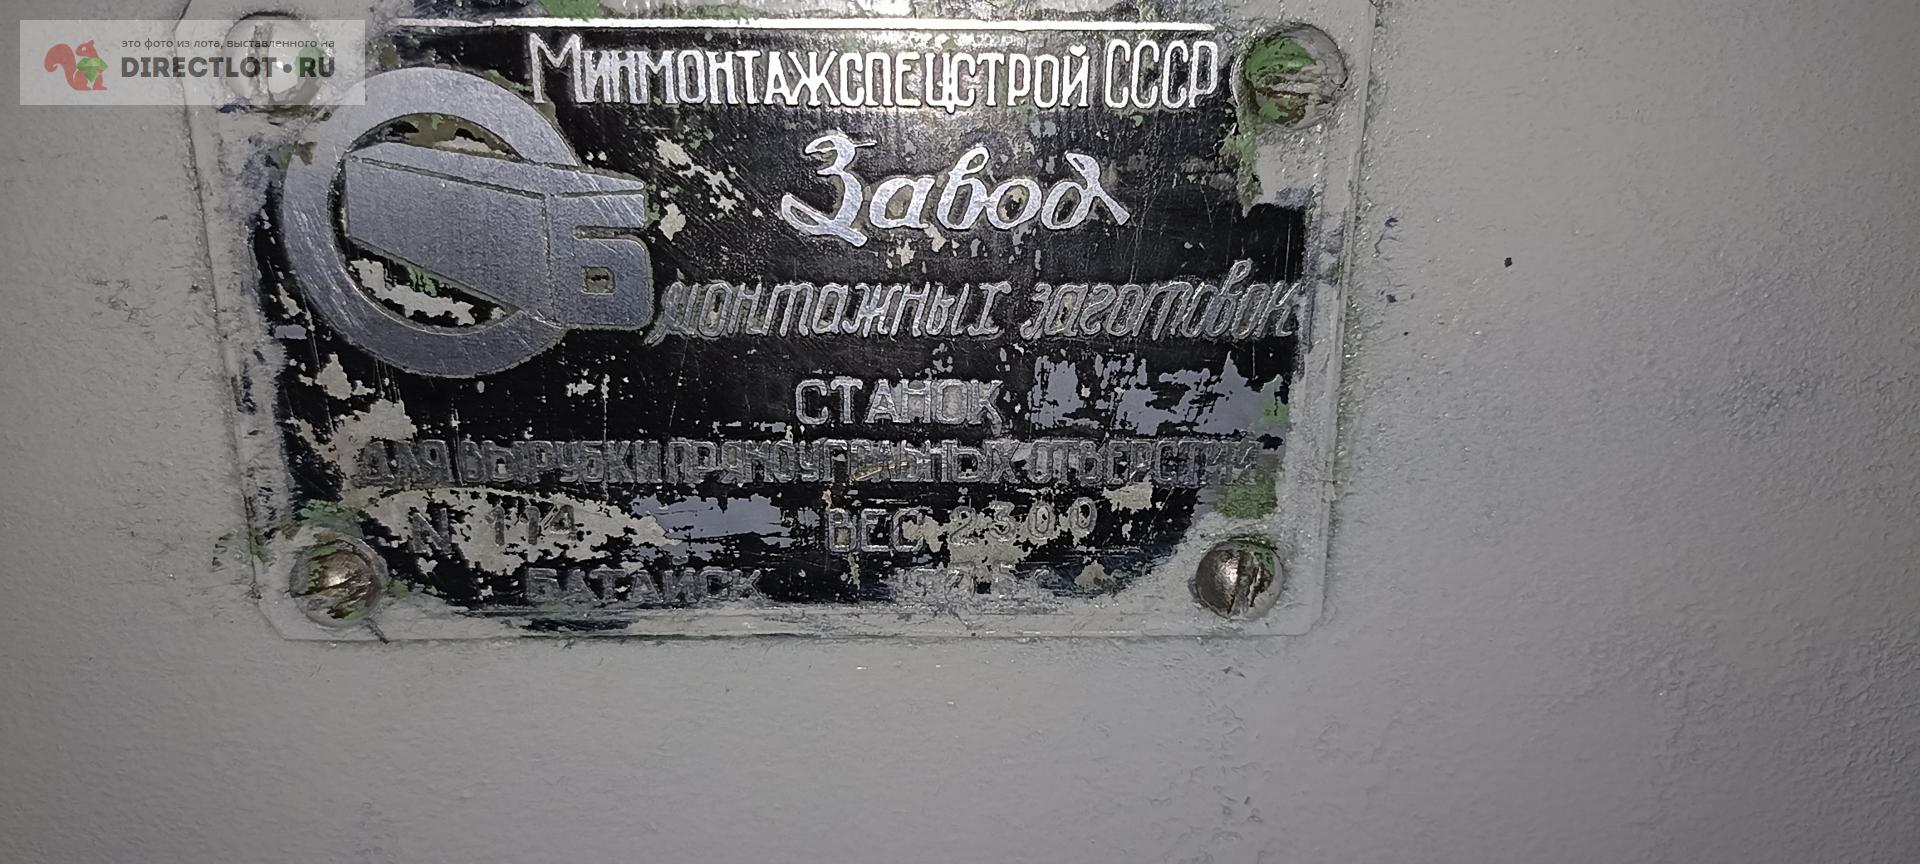 это фото из лота, выставленного на
DIRECTLOT•RU
Минмонтажспецстрой СССР
Завод
Б
монтажных заготовок
СТАНОК
ДЛЯ ВЫРУБКИ ПРЯМОУГОЛЬНЫХ ОТВЕРСТИЙ
N 114 ВЕС 2300
БАТАЙСК